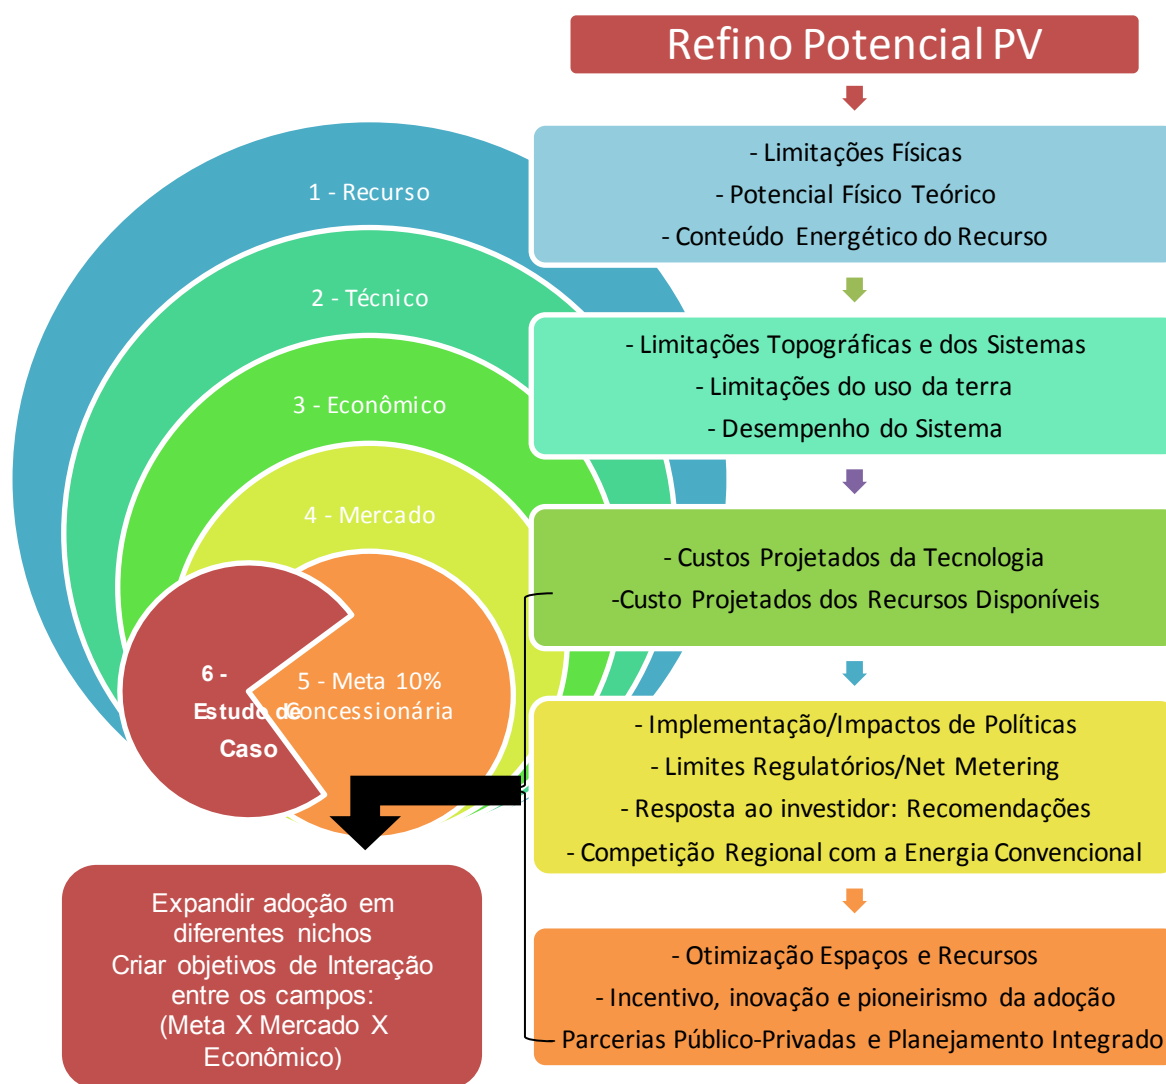 Refino Potencial PV
1 - Recurso
2 - Técnico
3 - Econômico
4 - Mercado
5 - Meta 10%
Concessionária
6 -
Estudo de
Caso
- Limitações Físicas
- Potencial Físico Teórico
- Conteúdo Energético do Recurso
- Limitações Topográficas e dos Sistemas
- Limitações do uso da terra
- Desempenho do Sistema
- Custos Projetados da Tecnologia
-Custo Projetados dos Recursos Disponíveis
- Implementação/Impactos de Políticas
- Limites Regulatórios/Net Metering
- Resposta ao investidor: Recomendações
- Competição Regional com a Energia Convencional
- Otimização Espaços e Recursos
- Incentivo, inovação e pioneirismo da adoção
- Parcerias Público-Privadas e Planejamento Integrado
Expandir adoção em
diferentes nichos
Criar objetivos de Interação
entre os campos:
(Meta X Mercado X
Econômico)